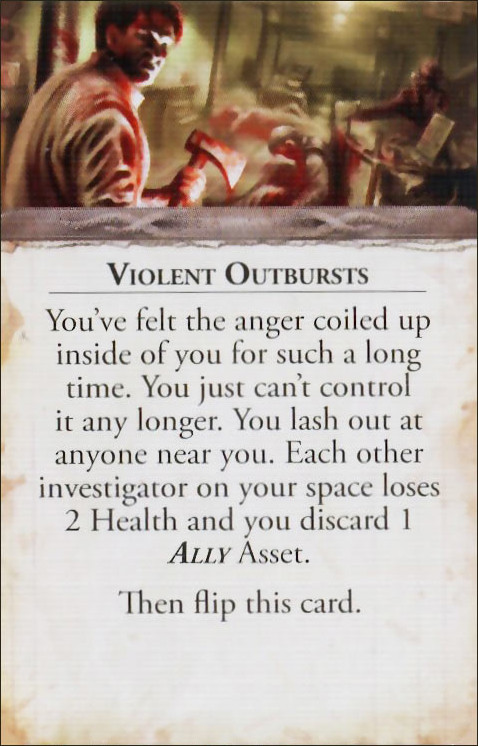 Violent Outbursts
You've felt the anger coiled up
inside of you for such a long
time. You just can't control
it any longer. You lash out at
anyone near you. Each other
investigator on your space loses
2 Health and you discard 1
Ally Asset.
Then flip this card.